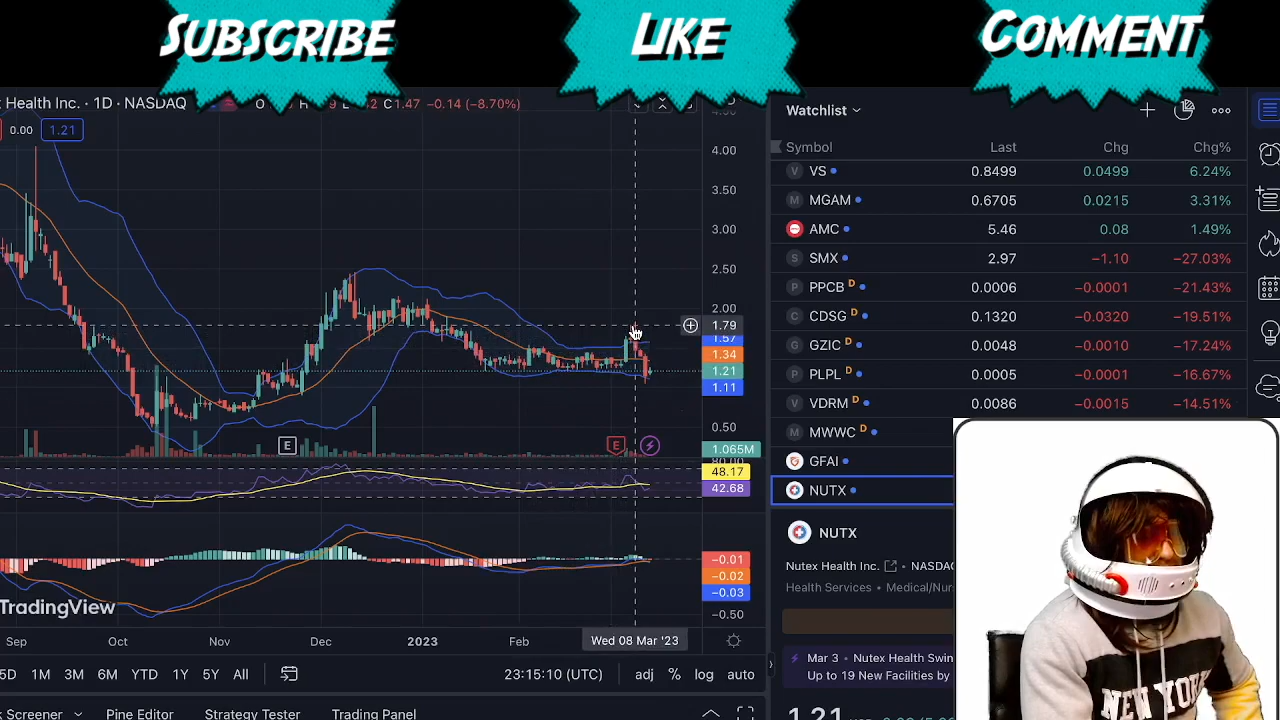 SUBSCRIBE
LIKE
COMMENT
Health Inc. · 1D · NASDAQ
C1.47 −0.14 (−8.70%)
0.00
1.21
4.00
3.50
3.00
2.50
2.00
1.79
1.57
1.34
1.21
1.11
0.50
1.065M
80.00
48.17
42.68
−0.01
−0.02
−0.03
−0.50
E
E
TradingView
Sep
Oct
Nov
Dec
2023
Feb
Wed 08 Mar '23
5D
1M
3M
6M
YTD
1Y
5Y
All
23:15:10 (UTC)
adj
%
log
auto
Screener
Pine Editor
Strategy Tester
Trading Panel
Watchlist
Symbol Last Chg Chg%
V VS 0.8499 0.0499 6.24%
M MGAM 0.6705 0.0215 3.31%
AMC 5.46 0.08 1.49%
S SMX 2.97 −1.10 −27.03%
P PPCB D 0.0006 −0.0001 −21.43%
C CDSG D 0.1320 −0.0320 −19.51%
G GZIC D 0.0048 −0.0010 −17.24%
P PLPL D 0.0005 −0.0001 −16.67%
V VDRM D 0.0086 −0.0015 −14.51%
M MWWC D
GFAI
NUTX
NUTX
Nutex Health Inc. • NASDAQ
Health Services • Medical/Nur
Mar 3 • Nutex Health
Up to 19 New Facilities by
1.21
NEW YORK